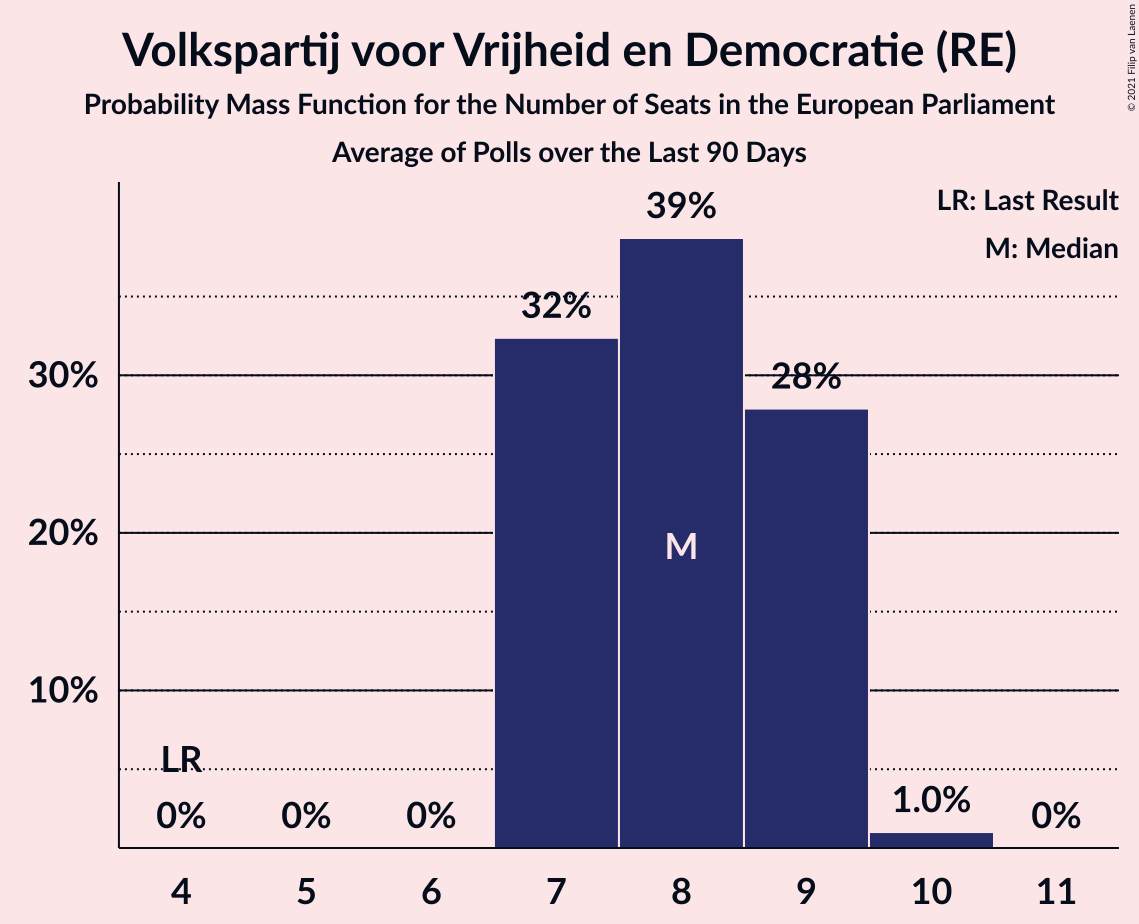 Volkspartij voor Vrijheid en Democratie (RE)
Probability Mass Function for the Number of Seats in the European Parliament
Average of Polls over the Last 90 Days
© 2021 Filip van Laenen
LR: Last Result
M: Median
39%
32%
28%
30%
20%
10%
M
LR
0%
0%
0%
1.0%
0%
4 5 6 7 8 9 10 11